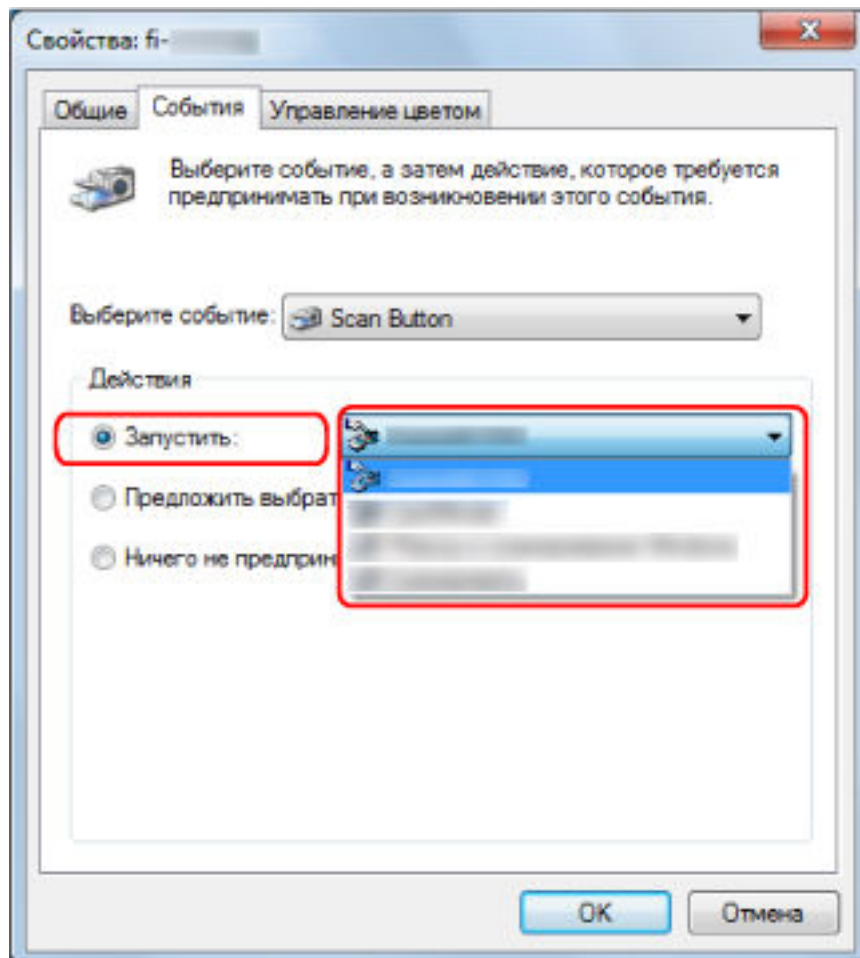 Свойства: fi-
Общие События Управление цветом
Выберите событие, а затем действие, которое требуется
предпринимать при возникновении этого события.
Выберите событие: Scan Button
Действия
Запустить:
Предложить выбрат
Ничего не предприн
ОК Отмена